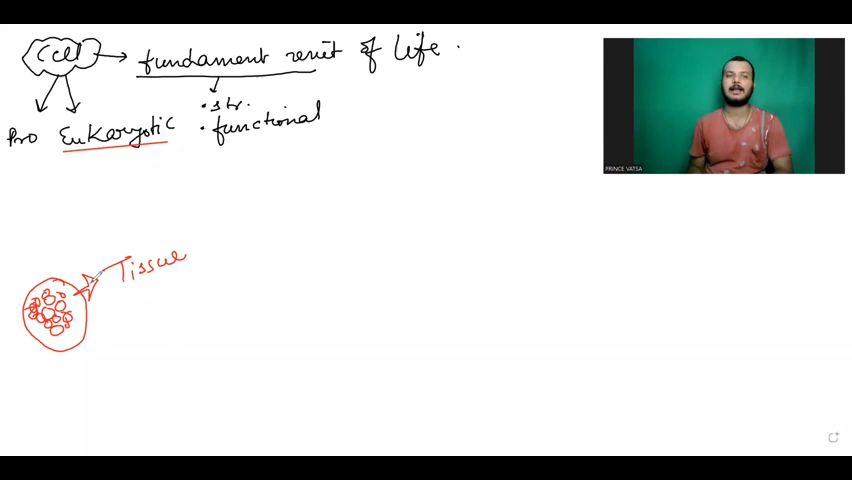 Cell → fundament unit of life.
• str.
Pro Eukaryotic • functional
PRINCE VATSA
Tissue